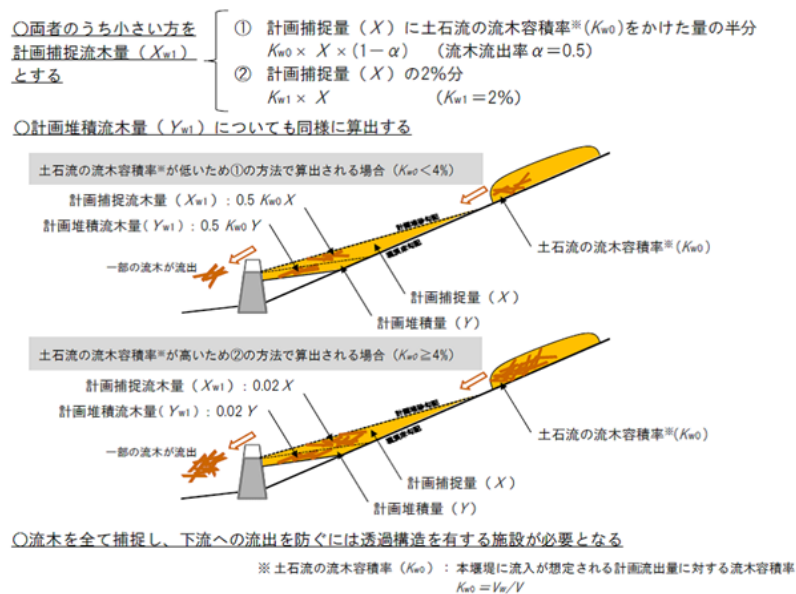 〇両者のうち小さい方を
計画捕捉流木量（Xw1）
とする
① 計画捕捉量（X）に土石流の流木容積率※(Kw0)をかけた量の半分
Kw0× X×(1−α) （流木流出率α＝0.5）
② 計画捕捉量（X）の2%分
Kw1× X (Kw1＝2%)
〇計画堆積流木量（Yw1）についても同様に算出する
土石流の流木容積率※が低いため①の方法で算出される場合（Kw0＜4%）
計画捕捉流木量（Xw1）：0.5 Kw0 X
計画堆積流木量(Yw1)：0.5 Kw0 Y
一部の流木が流出
計画堆砂勾配
土石流の流木容積率※(Kw0)
計画捕捉量（X）
計画堆積量（Y）
土石流の流木容積率※が高いため②の方法で算出される場合（Kw0≧4%）
計画捕捉流木量（Xw1）：0.02 X
計画堆積流木量(Yw1)：0.02 Y
一部の流木が流出
計画堆砂勾配
土石流の流木容積率※(Kw0)
計画捕捉量（X）
計画堆積量（Y）
〇流木を全て捕捉し、下流への流出を防ぐには透過構造を有する施設が必要となる
※土石流の流木容積率（Kw0）：本堰堤に流入が想定される計画流出量に対する流木容積率
Kw0＝Vw/V